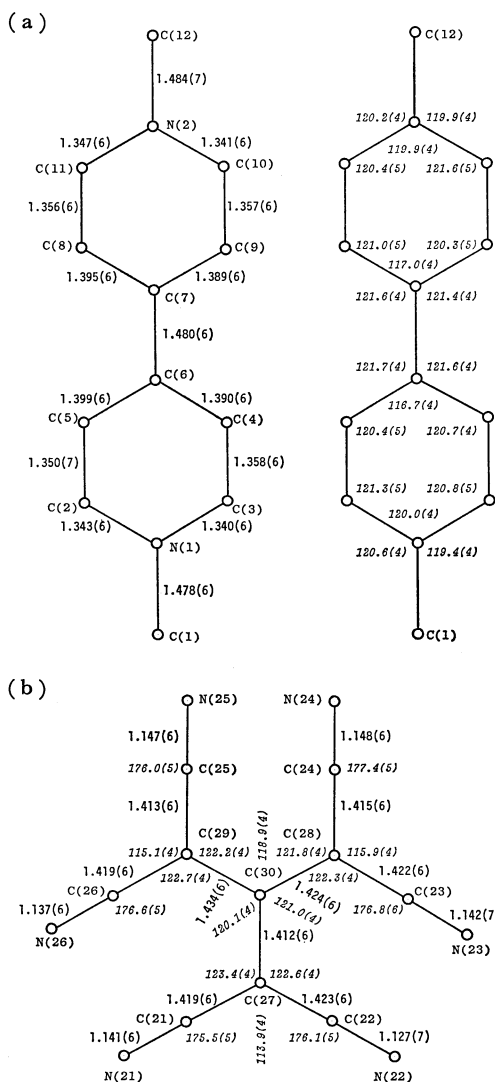 (a)
C(12)
C(12)
1.484(7)
120.2(4) 119.9(4)
N(2)
119.9(4)
1.347(6) 1.341(6)
C(11) C(10)
120.4(5) 121.6(5)
1.356(6) 1.357(6)
C(8) C(9)
121.0(5) 120.3(5)
117.0(4)
1.395(6) 1.389(6)
C(7)
121.6(4) 121.4(4)
1.480(6)
121.7(4) 121.6(4)
C(6)
116.7(4)
1.399(6) 1.390(6)
C(5) C(4)
120.4(5) 120.7(4)
1.350(7) 1.358(6)
121.3(5) 120.8(5)
C(2) C(3)
120.0(4)
1.343(6) 1.340(6)
N(1)
120.6(4) 119.4(4)
1.478(6)
C(1)
C(1)
(b)
N(25) N(24)
1.147(6) 1.148(6)
176.0(5) C(25) C(24) 177.4(5)
1.413(6) 1.415(6)
118.9(4)
C(29) C(28)
115.1(4) 122.2(4) 121.8(4) 115.9(4)
1.419(6) 122.7(4) C(30) 122.3(4) 1.422(6)
C(26) 1.434(6) 1.424(6) C(23)
1.137(6) 176.6(5) 120.1(4) 121.0(4) 176.8(6) 1.142(7)
N(26) 1.412(6) N(23)
123.4(4) 122.6(4)
1.419(6) C(27) 1.423(6)
C(21) C(22)
1.141(6) 175.5(5) 113.9(4) 176.1(5) 1.127(7)
N(21) N(22)